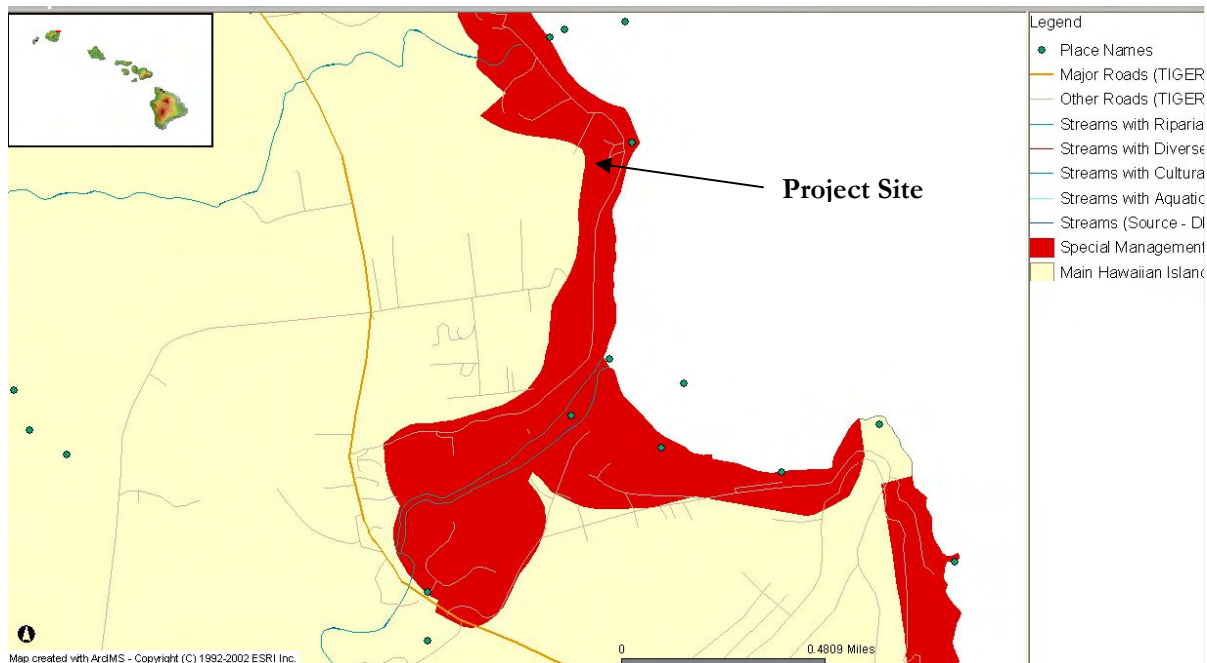 Project Site
Legend
Place Names
Major Roads (TIGER
Other Roads (TIGER
Streams with Riparia
Streams with Diverse
Streams with Cultura
Streams with Aquatic
Streams (Source - Dl
Special Management
Main Hawaiian Islanc
0 0.4809 Miles
Map created with ArcIMS - Copyright (C) 1992-2002 ESRI Inc.